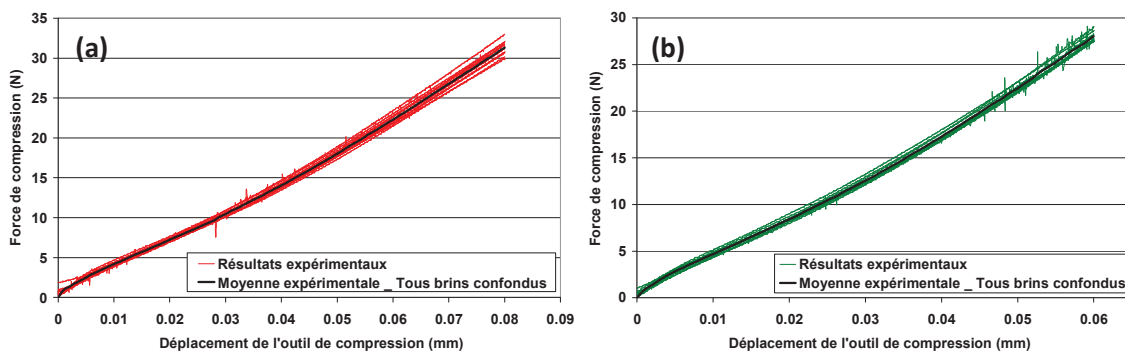 (a)
Force de compression (N)
35
30
25
20
15
10
5
0
Résultats expérimentaux
Moyenne expérimentale _ Tous brins confondus
0 0.01 0.02 0.03 0.04 0.05 0.06 0.07 0.08 0.09
Déplacement de l'outil de compression (mm)
(b)
Force de compression (N)
30
25
20
15
10
5
0
Résultats expérimentaux
Moyenne expérimentale _ Tous brins confondus
0 0.01 0.02 0.03 0.04 0.05 0.06
Déplacement de l'outil de compression (mm)